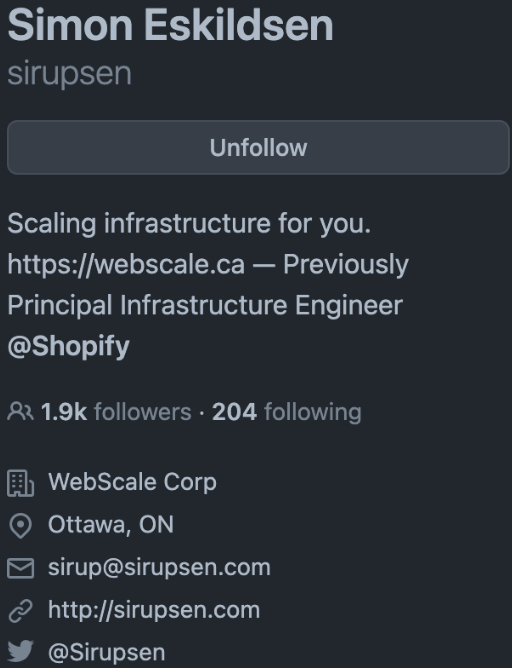 Simon Eskildsen
sirupsen
Unfollow
Scaling infrastructure for you.
https://webscale.ca — Previously
Principal Infrastructure Engineer
@Shopify
1.9k followers · 204 following
WebScale Corp
Ottawa, ON
sirup@sirupsen.com
http://sirupsen.com
@Sirupsen